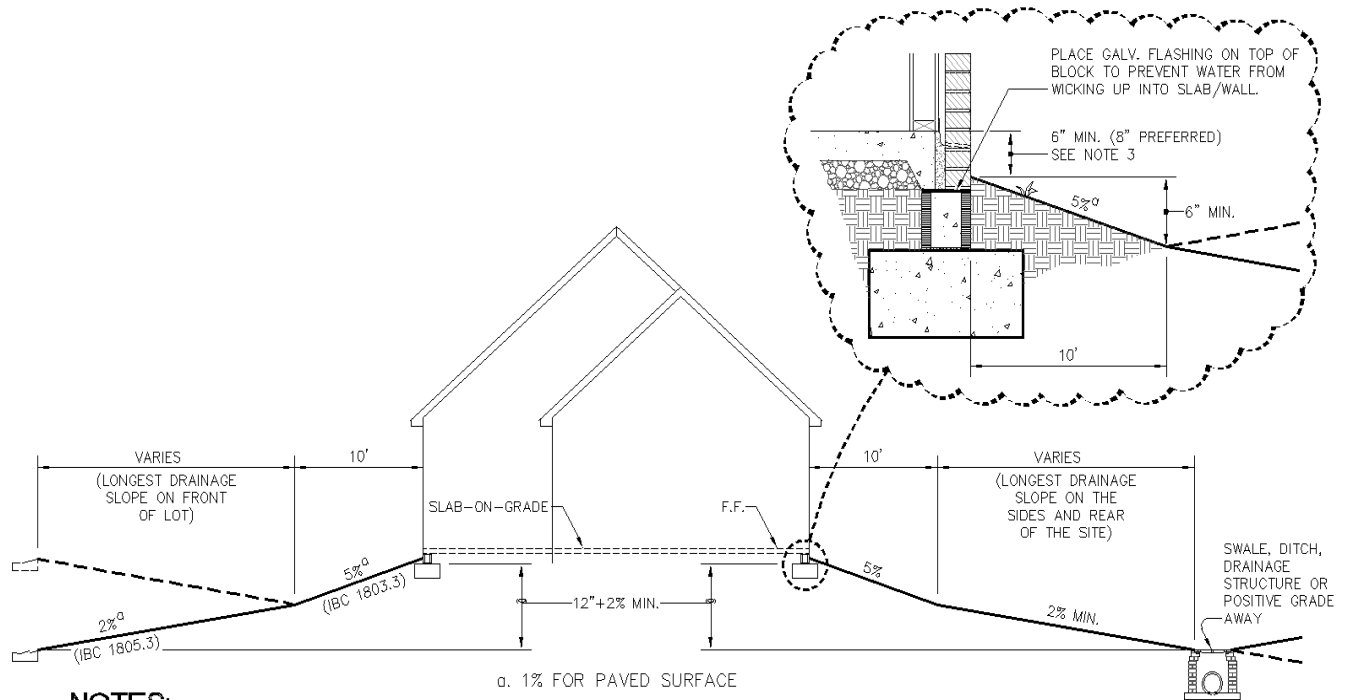 PLACE GALV. FLASHING ON TOP OF
BLOCK TO PREVENT WATER FROM
WICKING UP INTO SLAB/WALL.
6" MIN. (8" PREFERRED)
SEE NOTE 3
5%a
6" MIN.
10'
VARIES
(LONGEST DRAINAGE
SLOPE ON FRONT
OF LOT)
10'
10'
VARIES
(LONGEST DRAINAGE
SLOPE ON THE
SIDES AND REAR
OF THE SITE)
SLAB-ON-GRADE
F.F.
SWALE, DITCH,
DRAINAGE
STRUCTURE OR
POSITIVE GRADE
AWAY
5%a
(IBC 1803.3)
5%
12"+2% MIN.
2%a
(IBC 1805.3)
2% MIN.
a. 1% FOR PAVED SURFACE
NOTES: